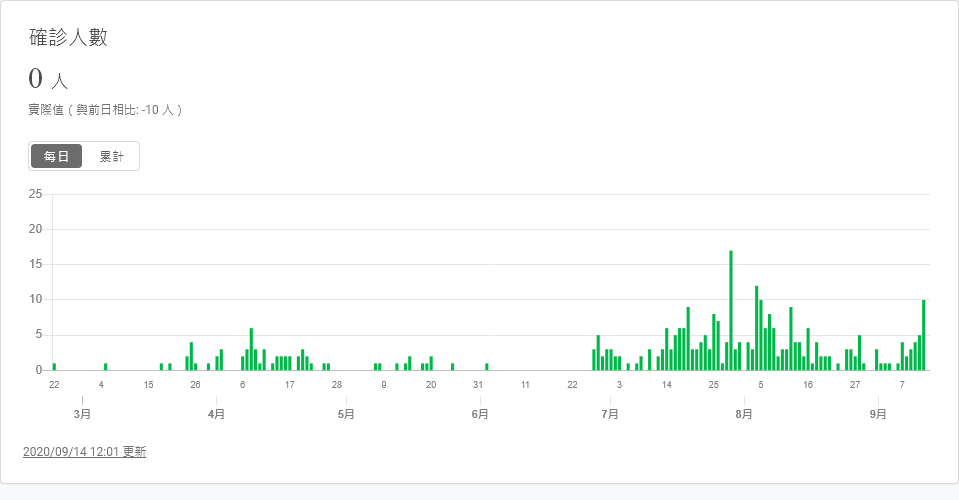 確診人數
0 人
實際值 ( 與前日相比: -10 人 )
每日 累計
25
20
15
10
5
0
22 4 15 26 6 17 28 9 20 31 11 22 3 14 25 5 16 27 7
3月 4月 5月 6月 7月 8月 9月
2020/09/14 12:01 更新